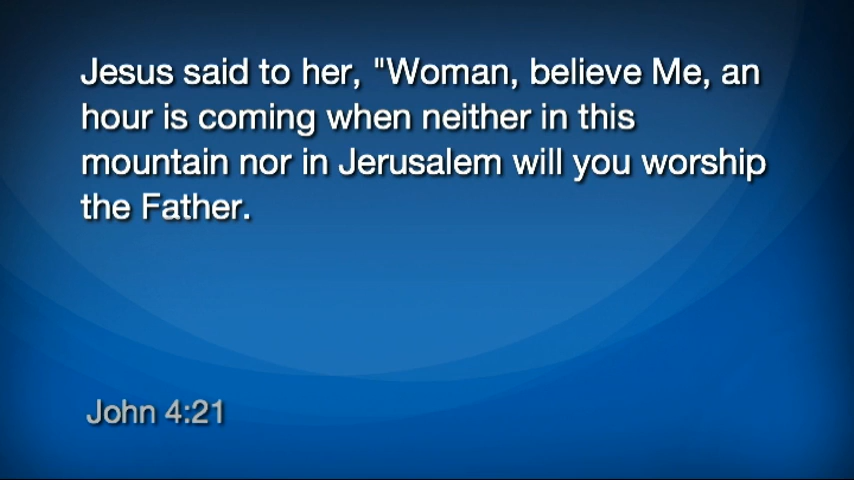 Jesus said to her, "Woman, believe Me, an
hour is coming when neither in this
mountain nor in Jerusalem will you worship
the Father.
John 4:21